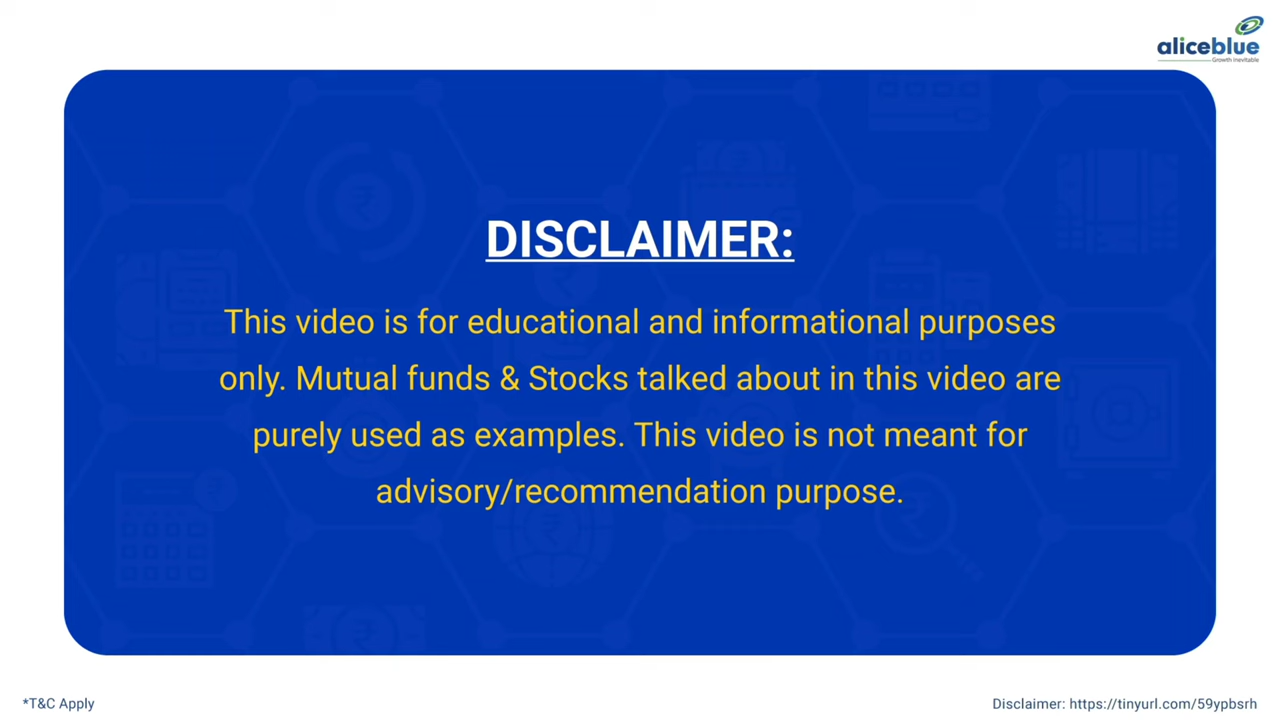 aliceblue
Growth inevitable
DISCLAIMER:
This video is for educational and informational purposes
only. Mutual funds & Stocks talked about in this video are
purely used as examples. This video is not meant for
advisory/recommendation purpose.
*T&C Apply
Disclaimer: https://tinyurl.com/59ypbsrh